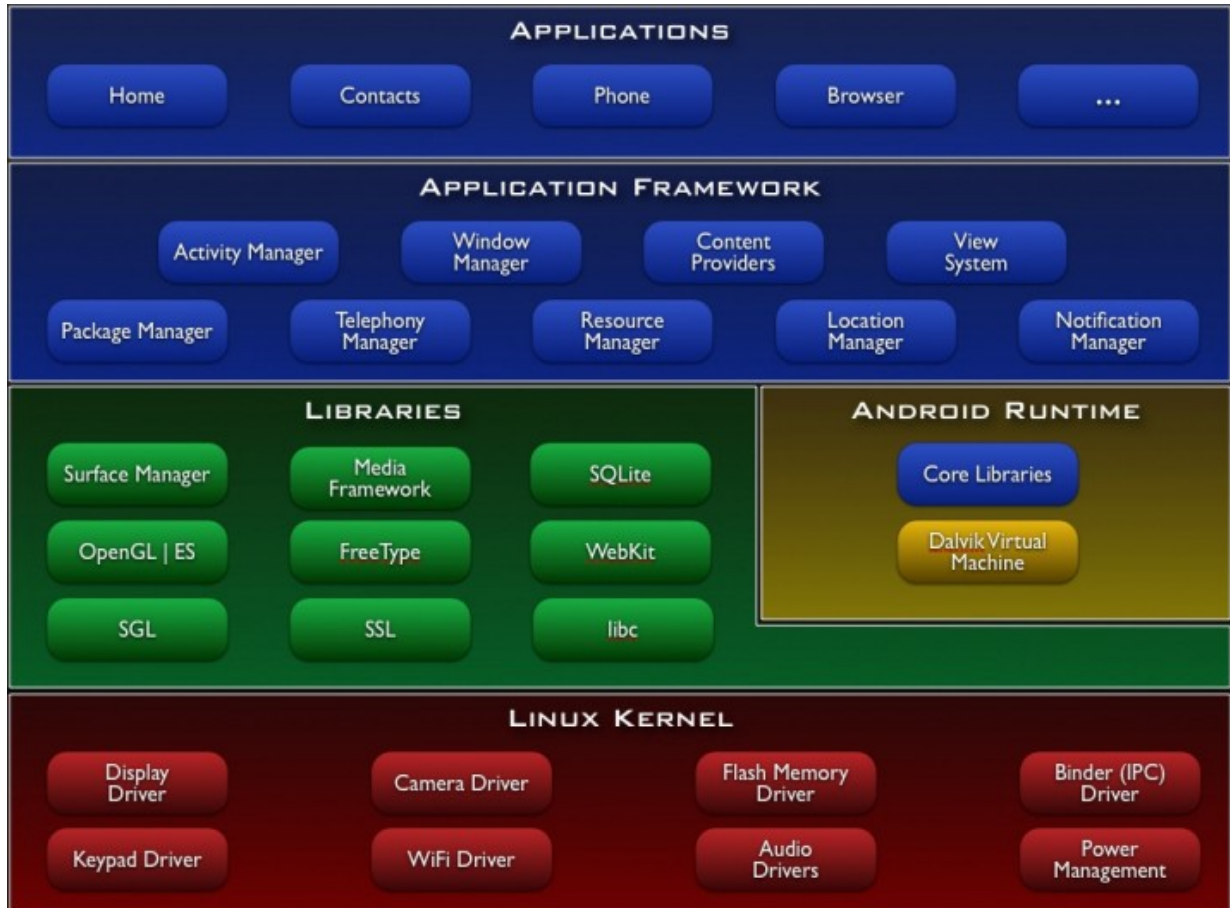 APPLICATIONS
Home
Contacts
Phone
Browser
...
APPLICATION FRAMEWORK
Activity Manager
Window
Manager
Content
Providers
View
System
Package Manager
Telephony
Manager
Resource
Manager
Location
Manager
Notification
Manager
LIBRARIES
Surface Manager
Media
Framework
SQLite
OpenGL | ES
FreeType
WebKit
SGL
SSL
libc
ANDROID RUNTIME
Core Libraries
Dalvik Virtual
Machine
LINUX KERNEL
Display
Driver
Camera Driver
Flash Memory
Driver
Binder (IPC)
Driver
Keypad Driver
WiFi Driver
Audio
Drivers
Power
Management